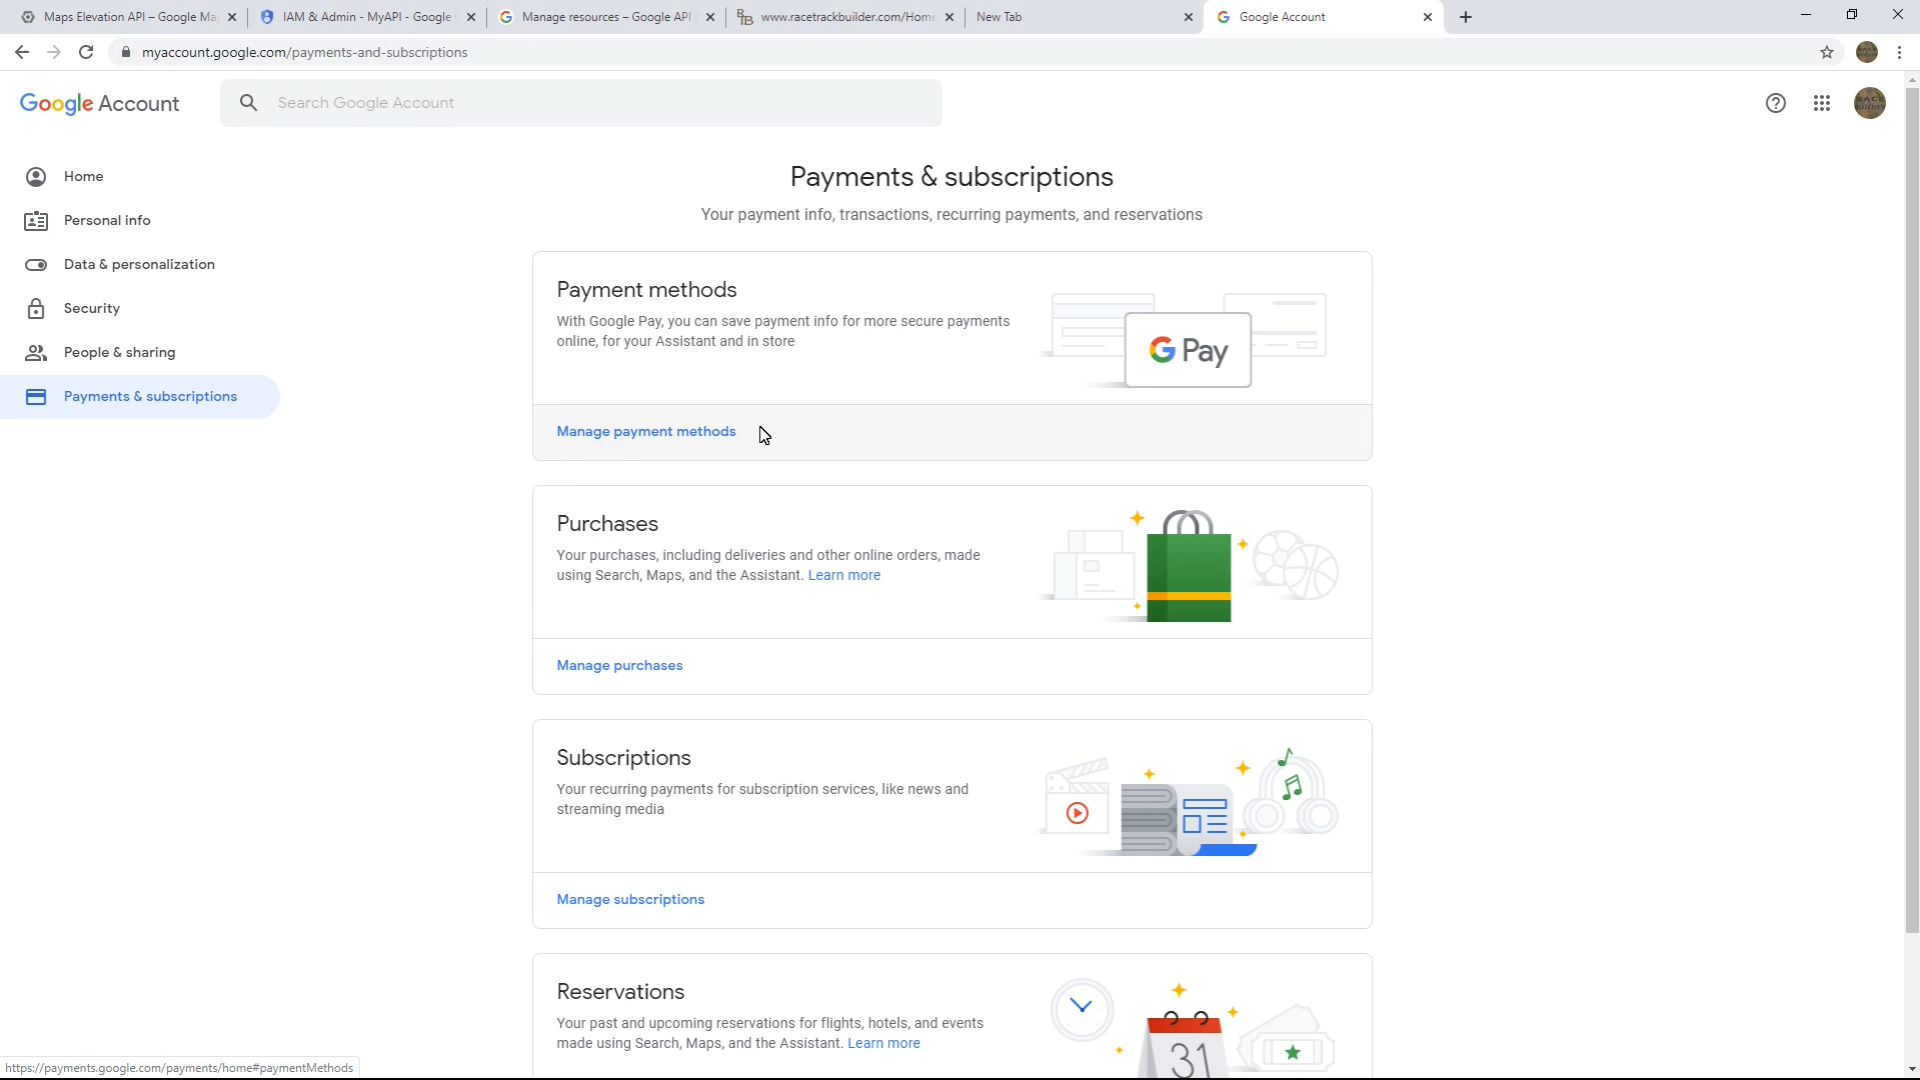 Maps Elevation API – Google Ma
IAM & Admin - MyAPI - Google
Manage resources – Google API
www.racetrackbuilder.com/Home
New Tab
Google Account
myaccount.google.com/payments-and-subscriptions
Google Account
Search Google Account
Home
Personal info
Data & personalization
Security
People & sharing
Payments & subscriptions
Payments & subscriptions
Your payment info, transactions, recurring payments, and reservations
Payment methods
With Google Pay, you can save payment info for more secure payments
online, for your Assistant and in store
G Pay
Manage payment methods
Purchases
Your purchases, including deliveries and other online orders, made
using Search, Maps, and the Assistant. Learn more
Manage purchases
Subscriptions
Your recurring payments for subscription services, like news and
streaming media
Manage subscriptions
Reservations
Your past and upcoming reservations for flights, hotels, and events
made using Search, Maps, and the Assistant. Learn more
31
https://payments.google.com/payments/home#paymentMethods